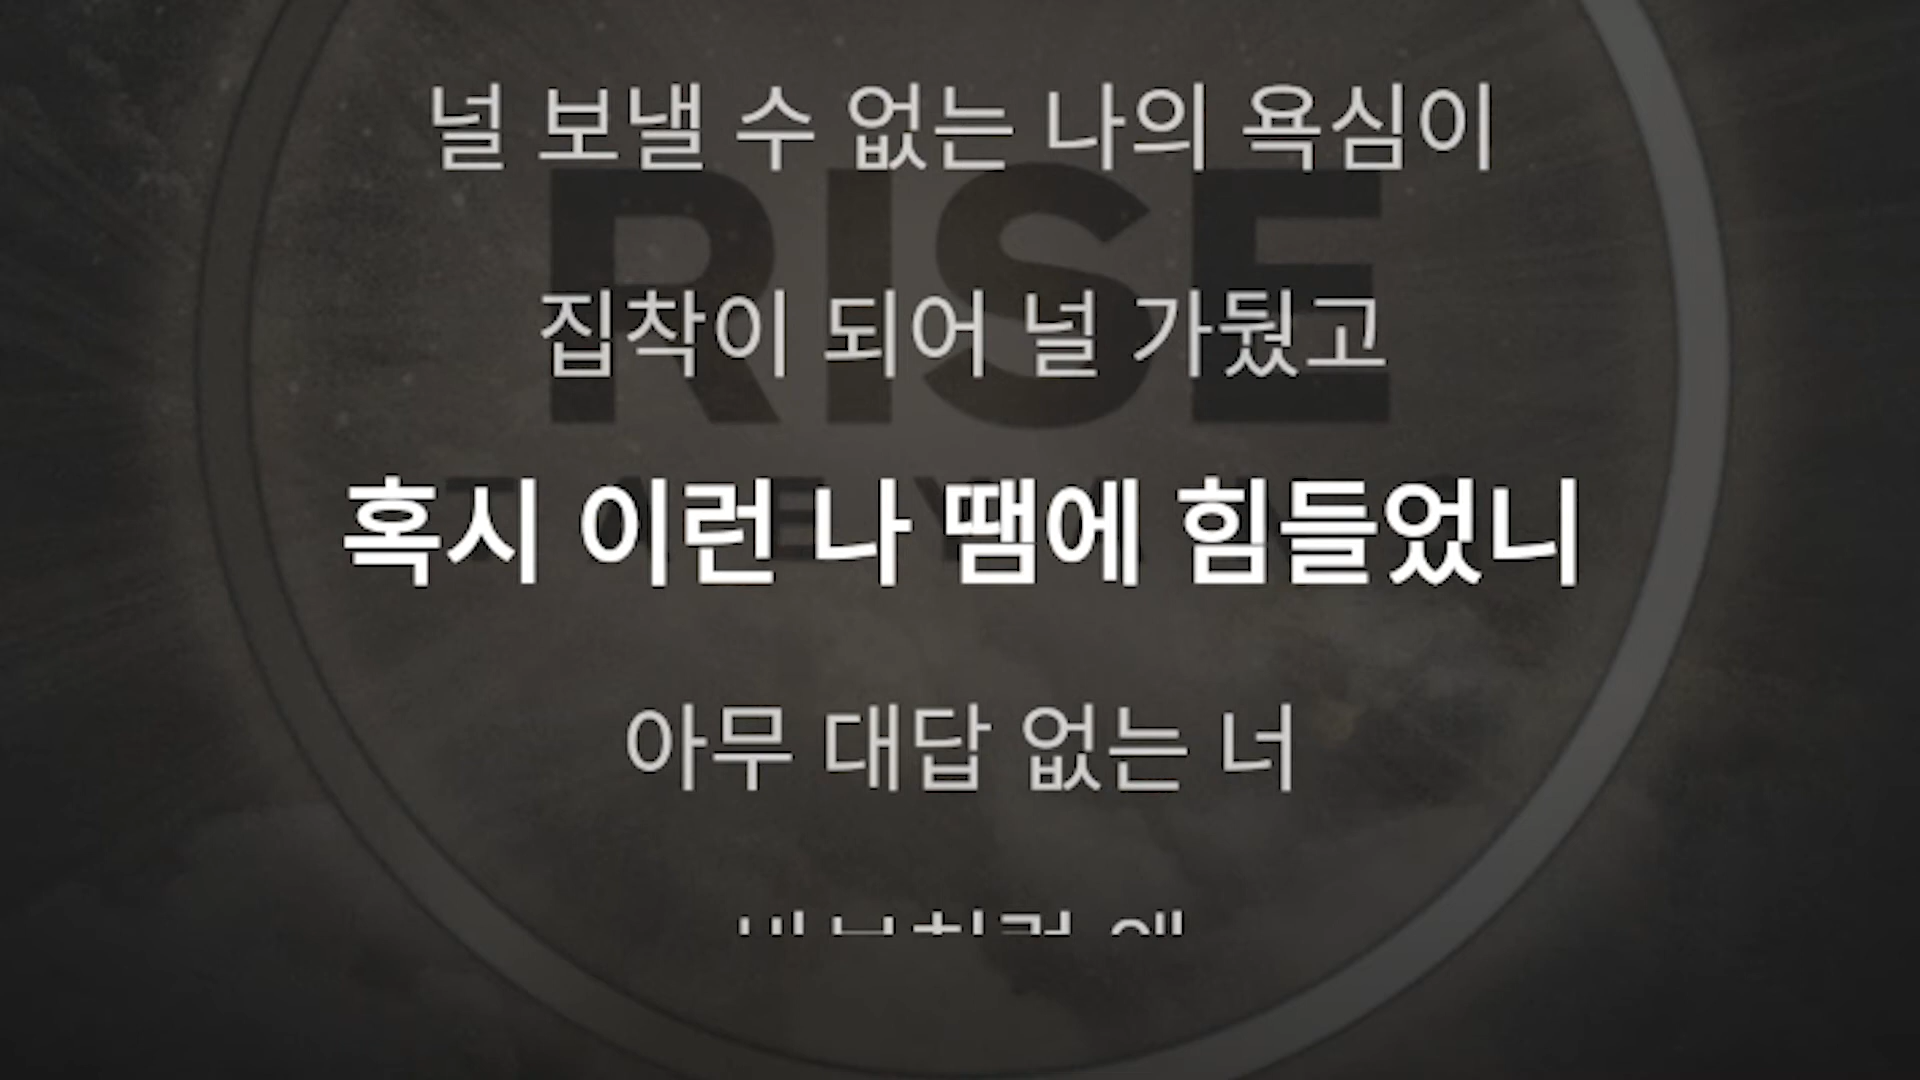 널 보낼 수 없는 나의 욕심이
RISE
집착이 되어 널 가뒀고
TAEYANG
혹시 이런 나 땜에 힘들었니
아무 대답 없는 너